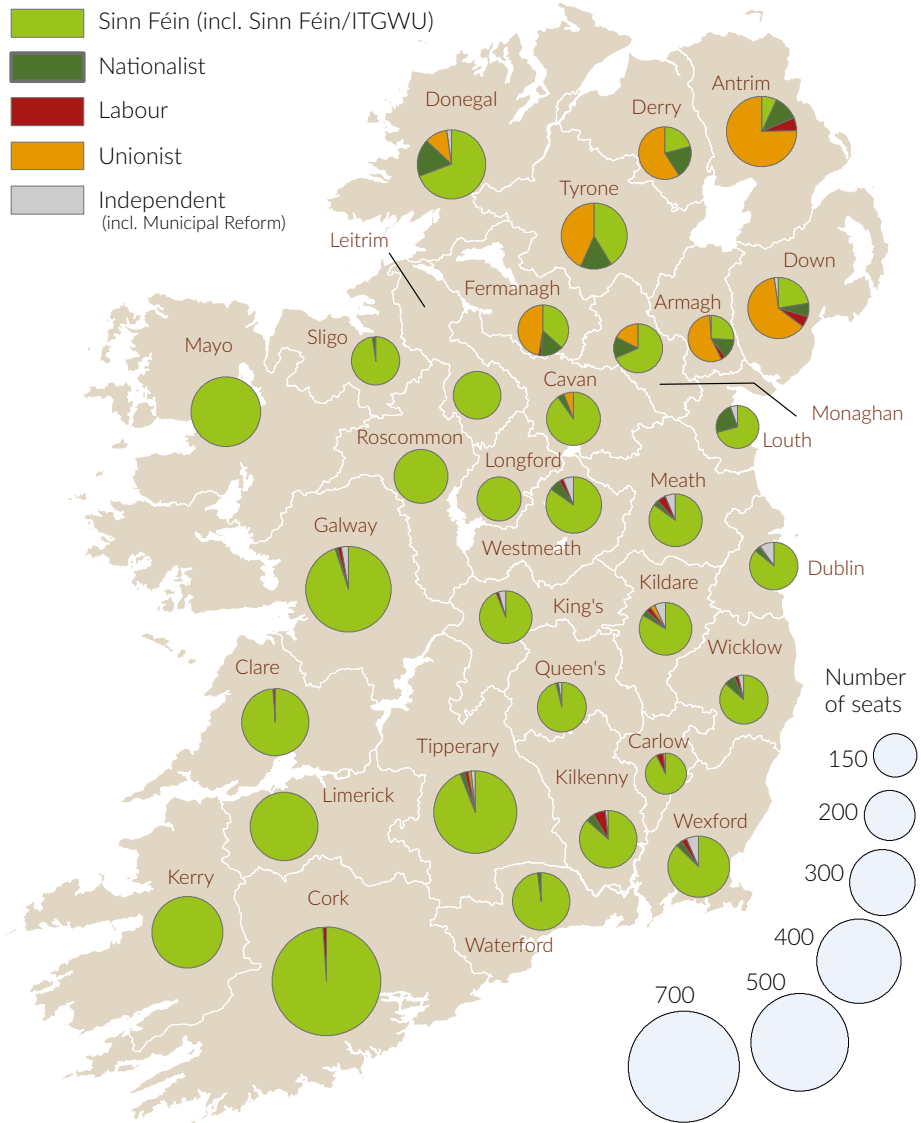 Sinn Féin (incl. Sinn Féin/ITGWU)
Nationalist
Labour
Unionist
Independent
(incl. Municipal Reform)
Donegal
Derry
Antrim
Tyrone
Leitrim
Fermanagh
Armagh
Down
Mayo
Sligo
Cavan
Monaghan
Roscommon
Longford
Louth
Meath
Galway
Westmeath
Dublin
King's
Kildare
Clare
Queen's
Wicklow
Number
of seats
Tipperary
Carlow
150
Kilkenny
Limerick
200
Wexford
Kerry
300
Cork
Waterford
400
500
700